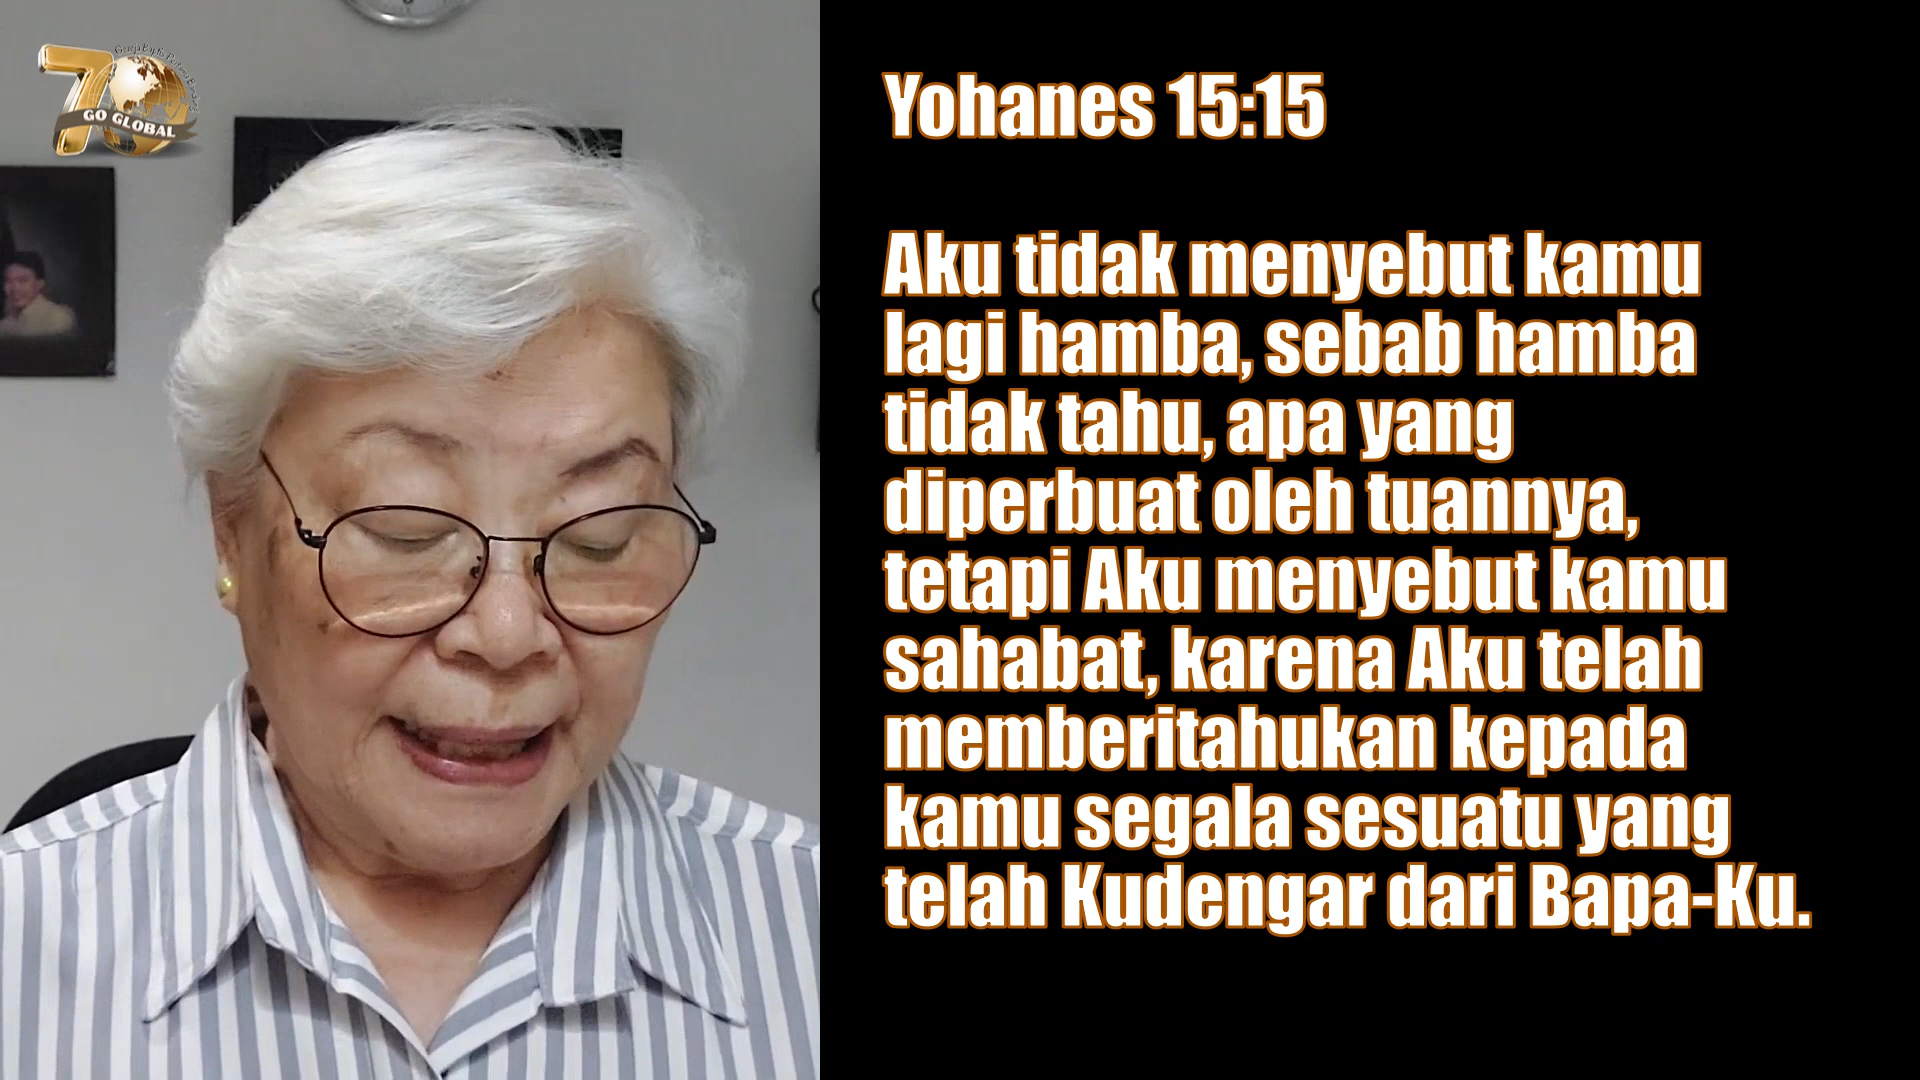 70
GO GLOBAL
Yohanes 15:15
Aku tidak menyebut kamu
lagi hamba, sebab hamba
tidak tahu, apa yang
diperbuat oleh tuannya,
tetapi Aku menyebut kamu
sahabat, karena Aku telah
memberitahukan kepada
kamu segala sesuatu yang
telah Kudengar dari Bapa-Ku.